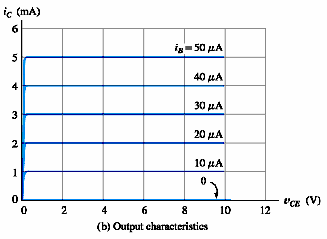 i_C (mA)
6
5
4
3
2
1
0
i_B = 50 μA
40 μA
30 μA
20 μA
10 μA
0
0 2 4 6 8 10 12 v_CE (V)
(b) Output characteristics